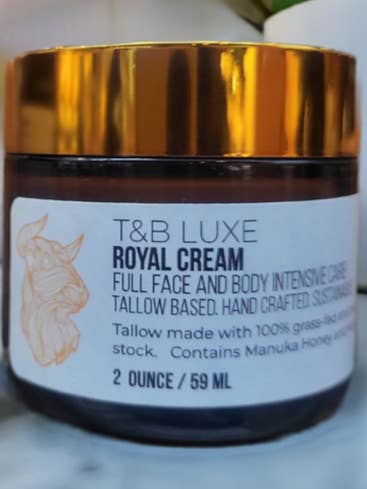 T&B LUXE
ROYAL CREAM
FULL FACE AND BODY INTENSIVE CARE
TALLOW BASED. HAND CRAFTED.
Tallow made with 100% grass-fed
stock. Contains Manuka Honey
2 OUNCE / 59 ML